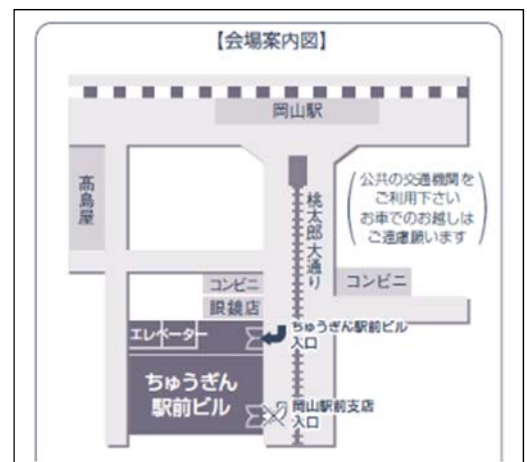 【会場案内図】
岡山駅
髙島屋
桃太郎大通り
公共の交通機関を
ご利用下さい
お車でのお越しは
ご遠慮願います
コンビニ
眼鏡店
コンビニ
エレベーター
ちゅうぎん駅前ビル
入口
ちゅうぎん
駅前ビル
岡山駅前支店
入口